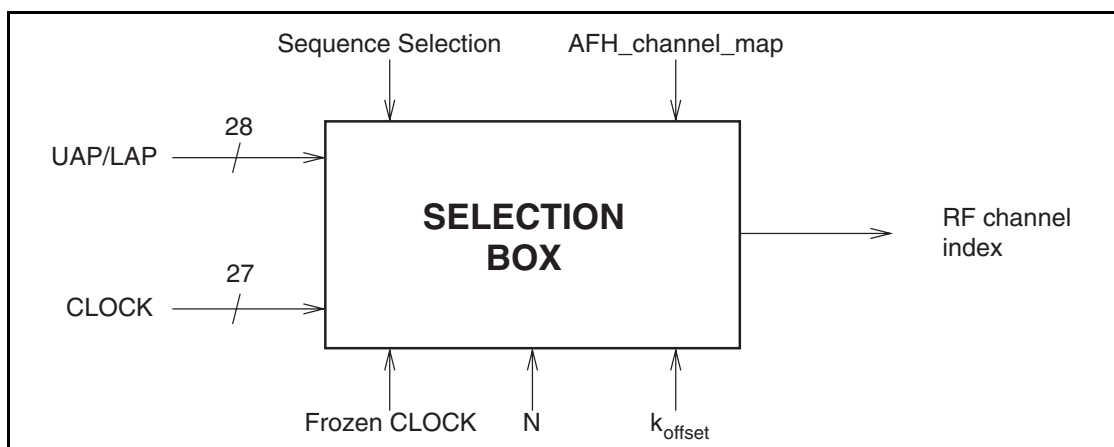 Sequence Selection
AFH_channel_map
28
UAP/LAP
SELECTION
BOX
RF channel
index
27
CLOCK
Frozen CLOCK
N
koffset